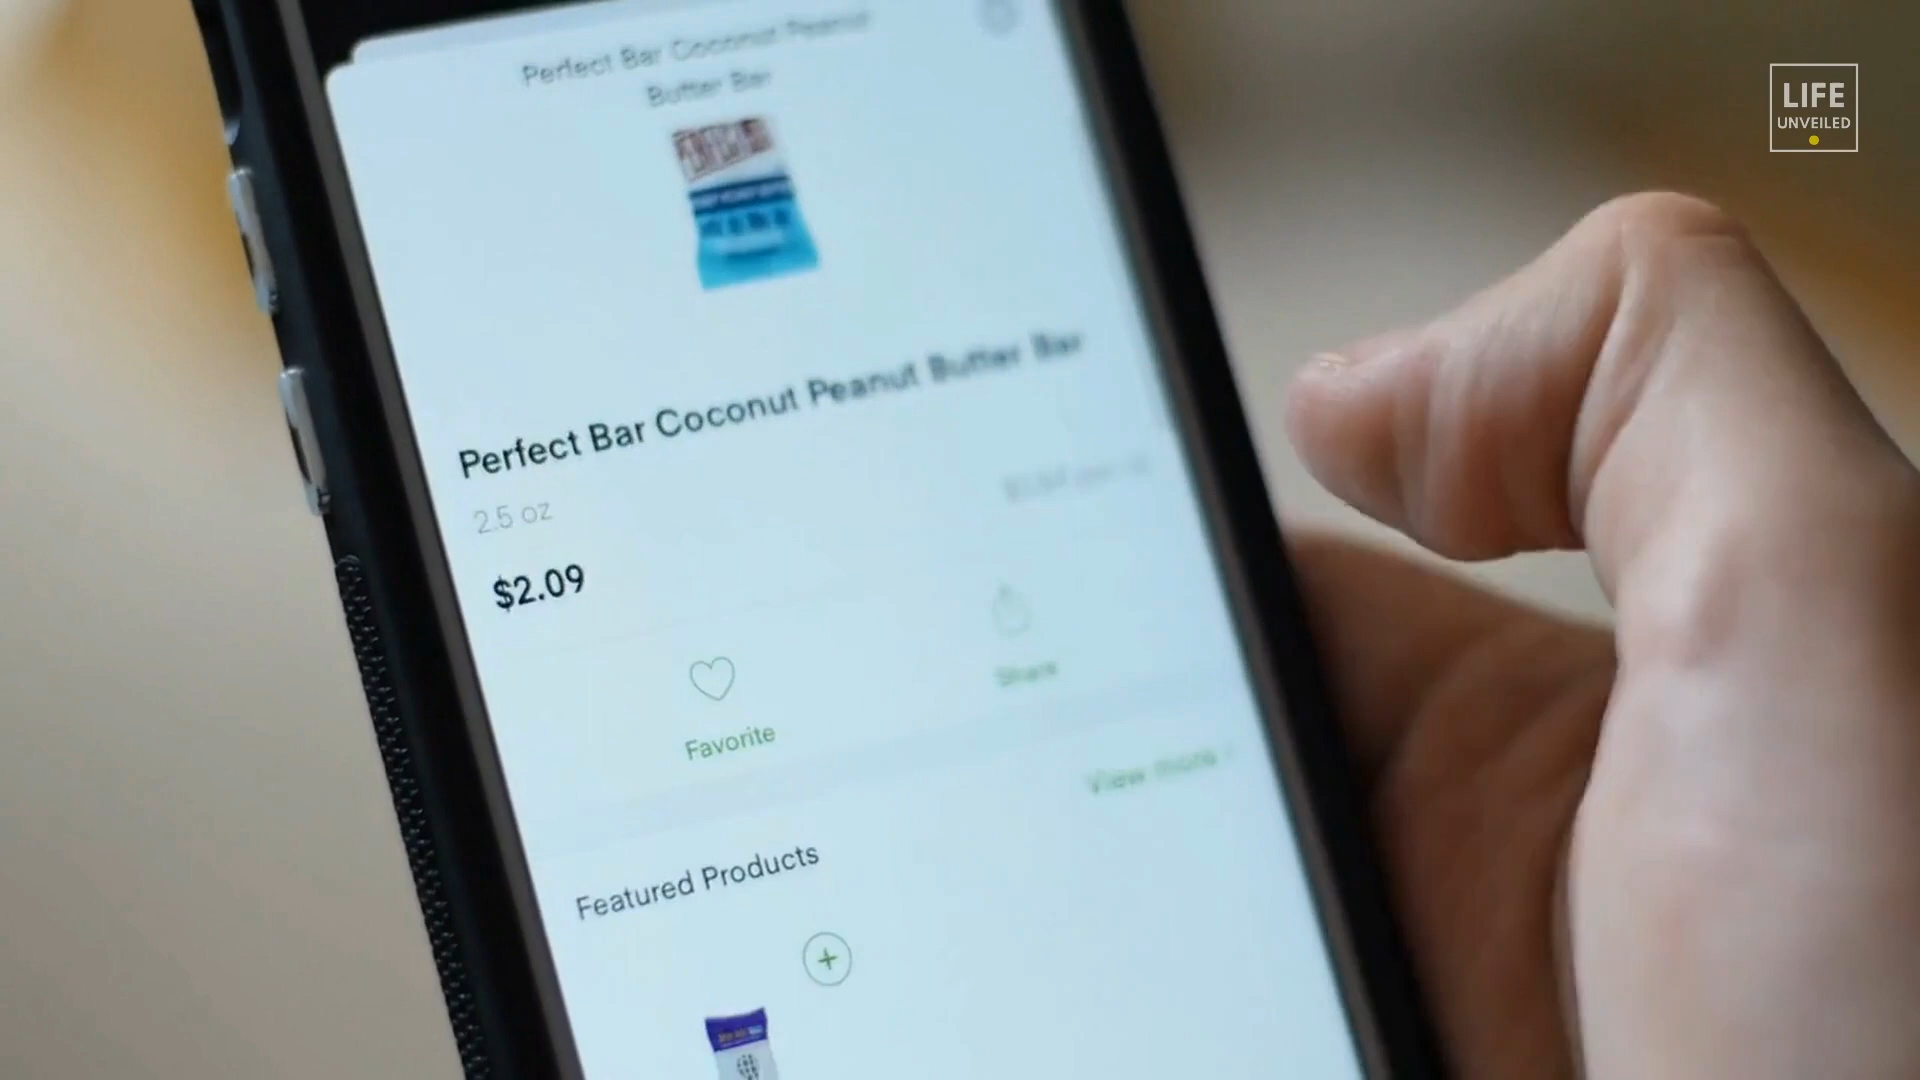 Perfect Bar Coconut Peanut
Butter Bar
LIFE
UNVEILED
Perfect Bar Coconut Peanut Butter Bar
2.5 oz
$2.09
Favorite
Share
View more
Featured Products